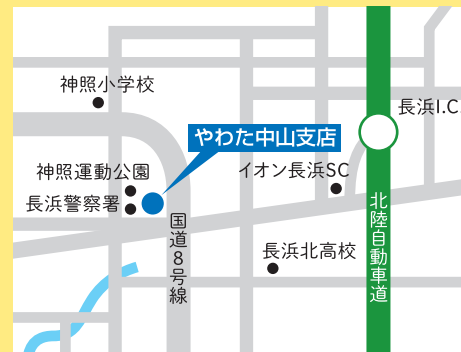 神照小学校
長浜I.C.
やわた中山支店
神照運動公園
イオン長浜SC
長浜警察署
国道8号線
北陸自動車道
長浜北高校